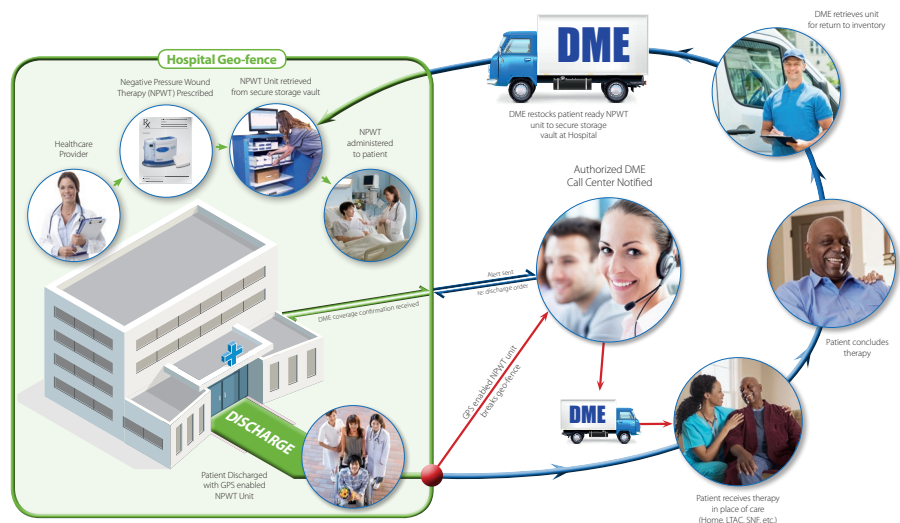 Hospital Geo-fence
Healthcare
Provider
Negative Pressure Wound
Therapy (NPWT) Prescribed
Rx
NPWT Unit retrieved
from secure storage vault
NPWT
administered
to patient
DME
DME restocks patient ready NPWT
unit to secure storage
vault at Hospital
DME retrieves unit
for return to inventory
Authorized DME
Call Center Notified
Alert sent
re: discharge order
DME coverage confirmation received
GPS enabled NPWT unit
breaks geo-fence
Patient concludes
therapy
DME
DISCHARGE
Patient Discharged
with GPS enabled
NPWT Unit
Patient receives therapy
in place of care
(Home, LTAC, SNF, etc.)